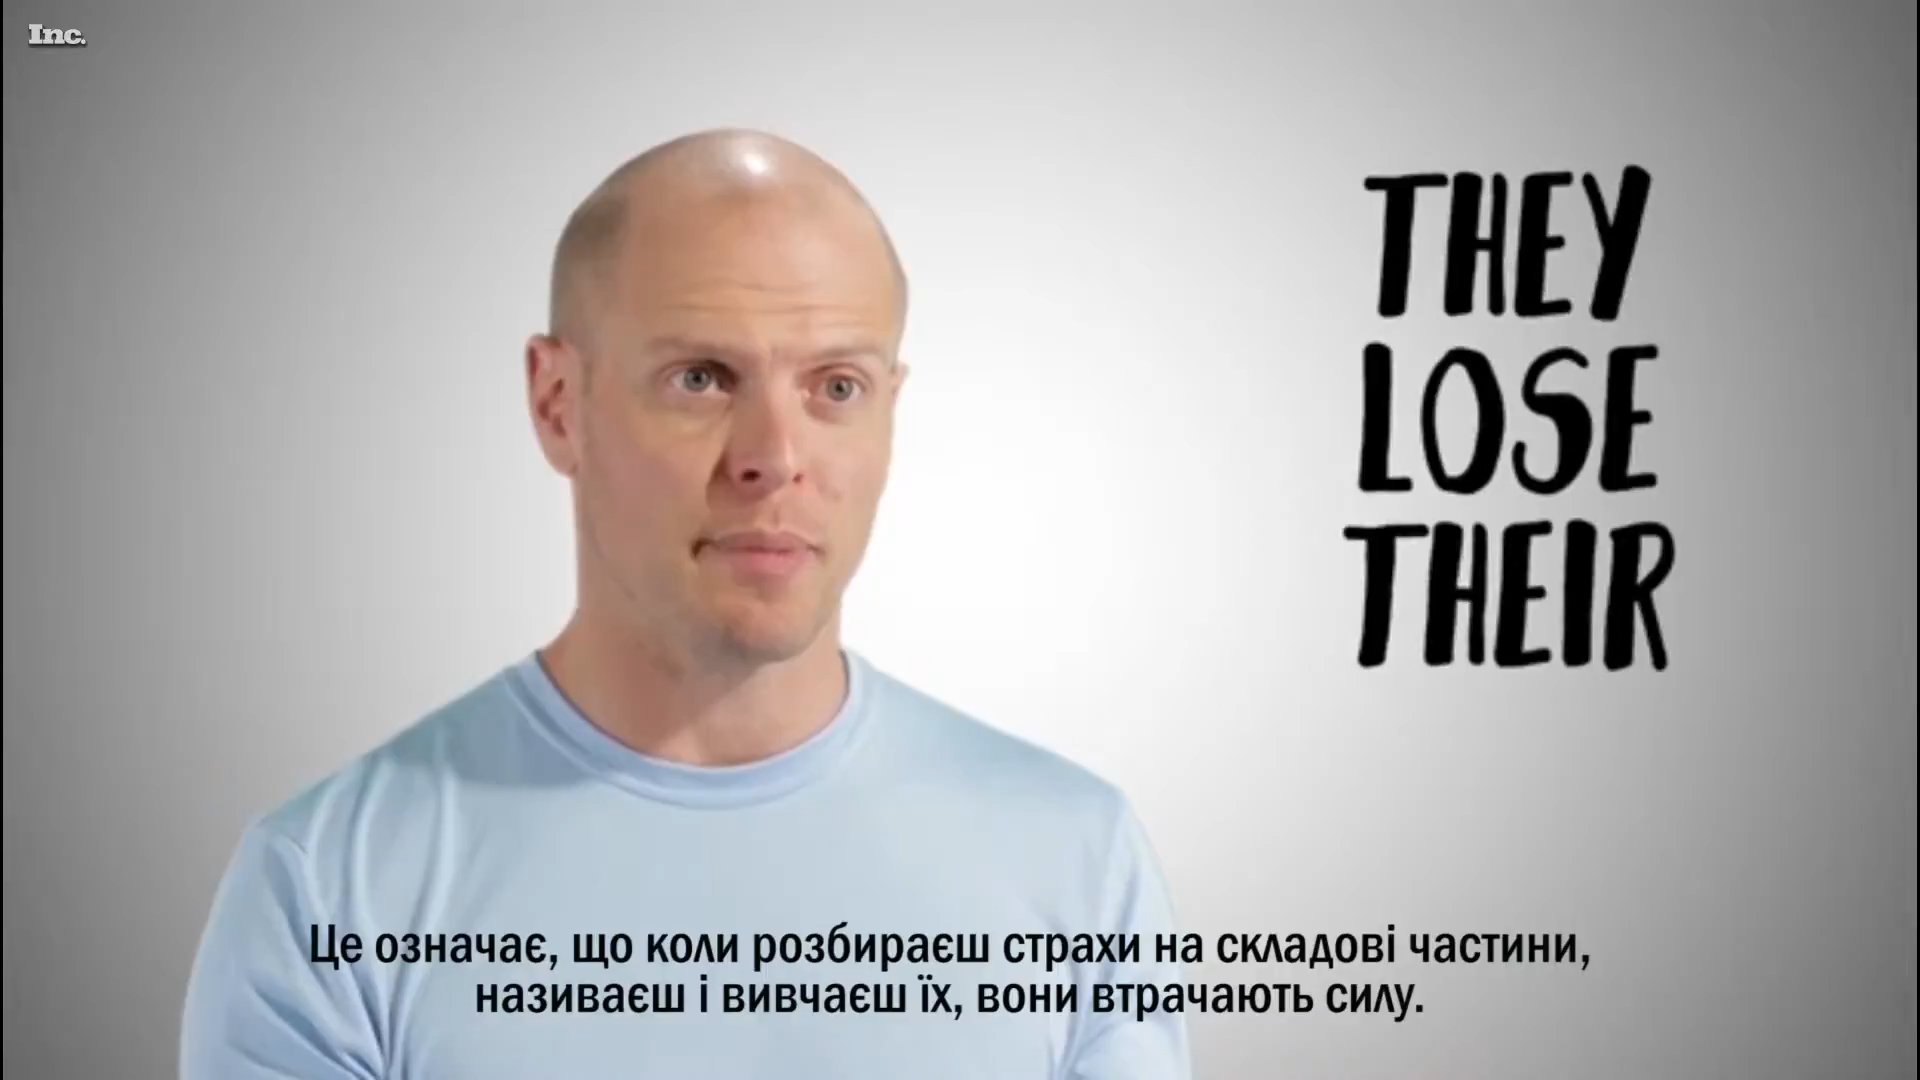 Inc.
THEY
LOSE
THEIR
Це означає, що коли розбираєш страхи на складові частини,
називаєш і вивчаєш їх, вони втрачають силу.